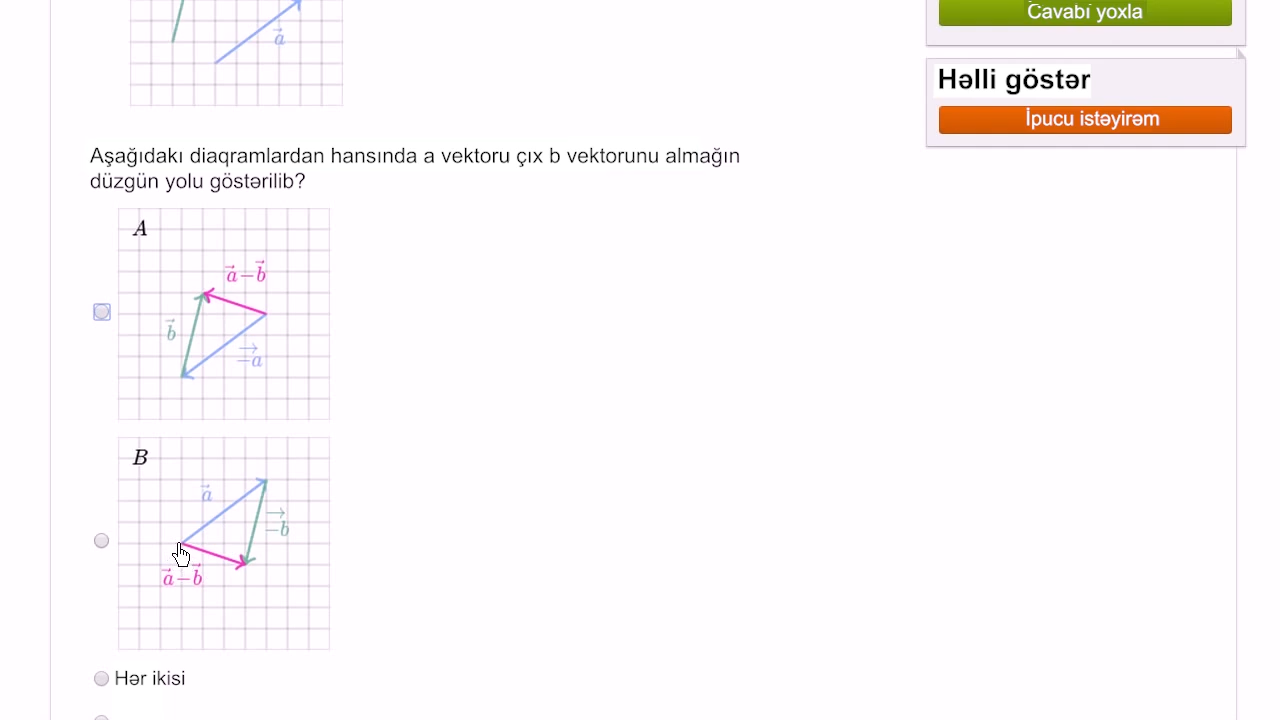 Cavabı yoxla
a
Həlli göstər
İpucu istəyirəm
Aşağıdakı diaqramlardan hansında a vektoru çıx b vektorunu almağın
düzgün yolu göstərilib?
A
a⃗−b⃗
b⃗
−a
B
a⃗
−b
a⃗−b⃗
Hər ikisi